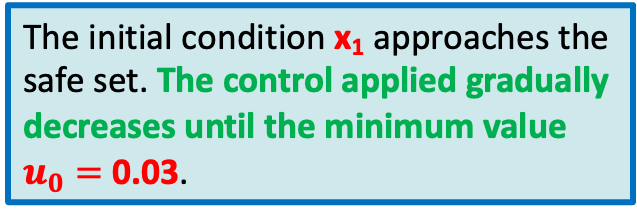 The initial condition x₁ approaches the
safe set. The control applied gradually
decreases until the minimum value
u₀ = 0.03.